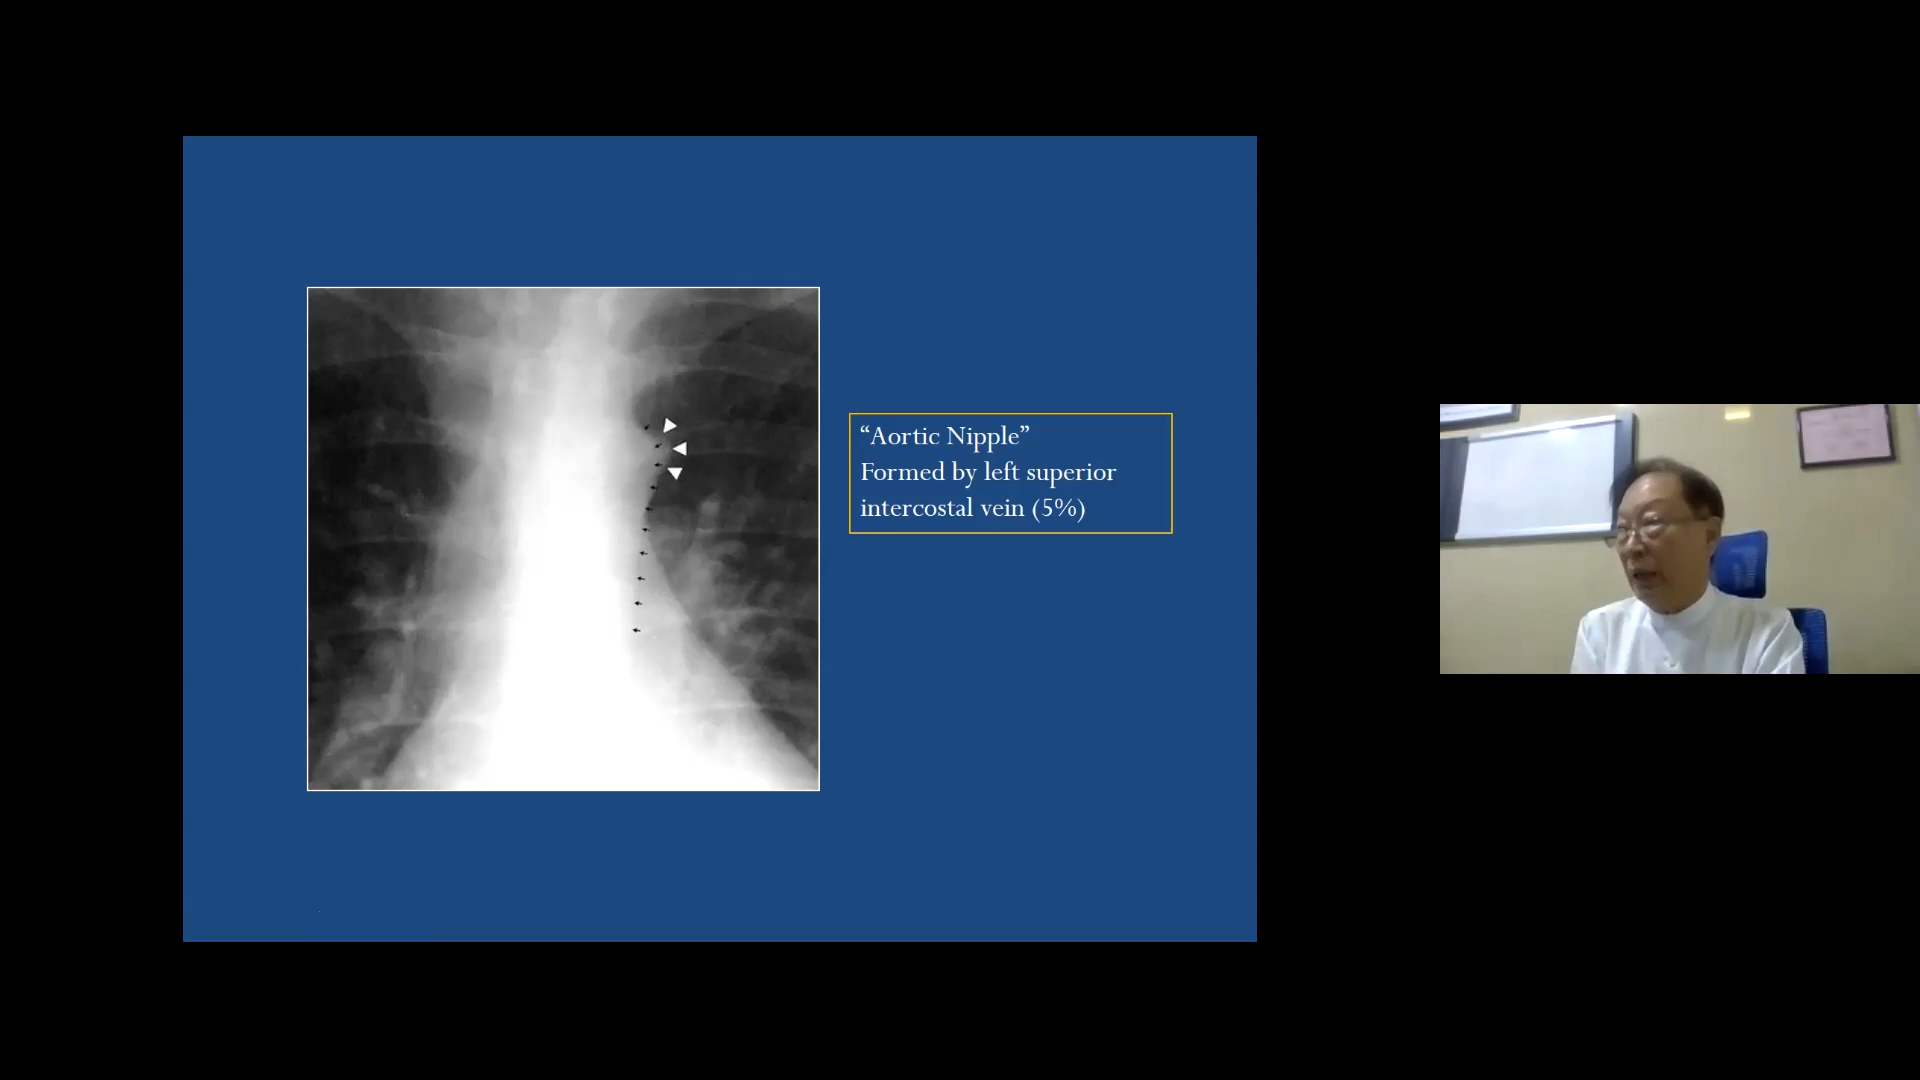 “Aortic Nipple”
Formed by left superior
intercostal vein (5%)